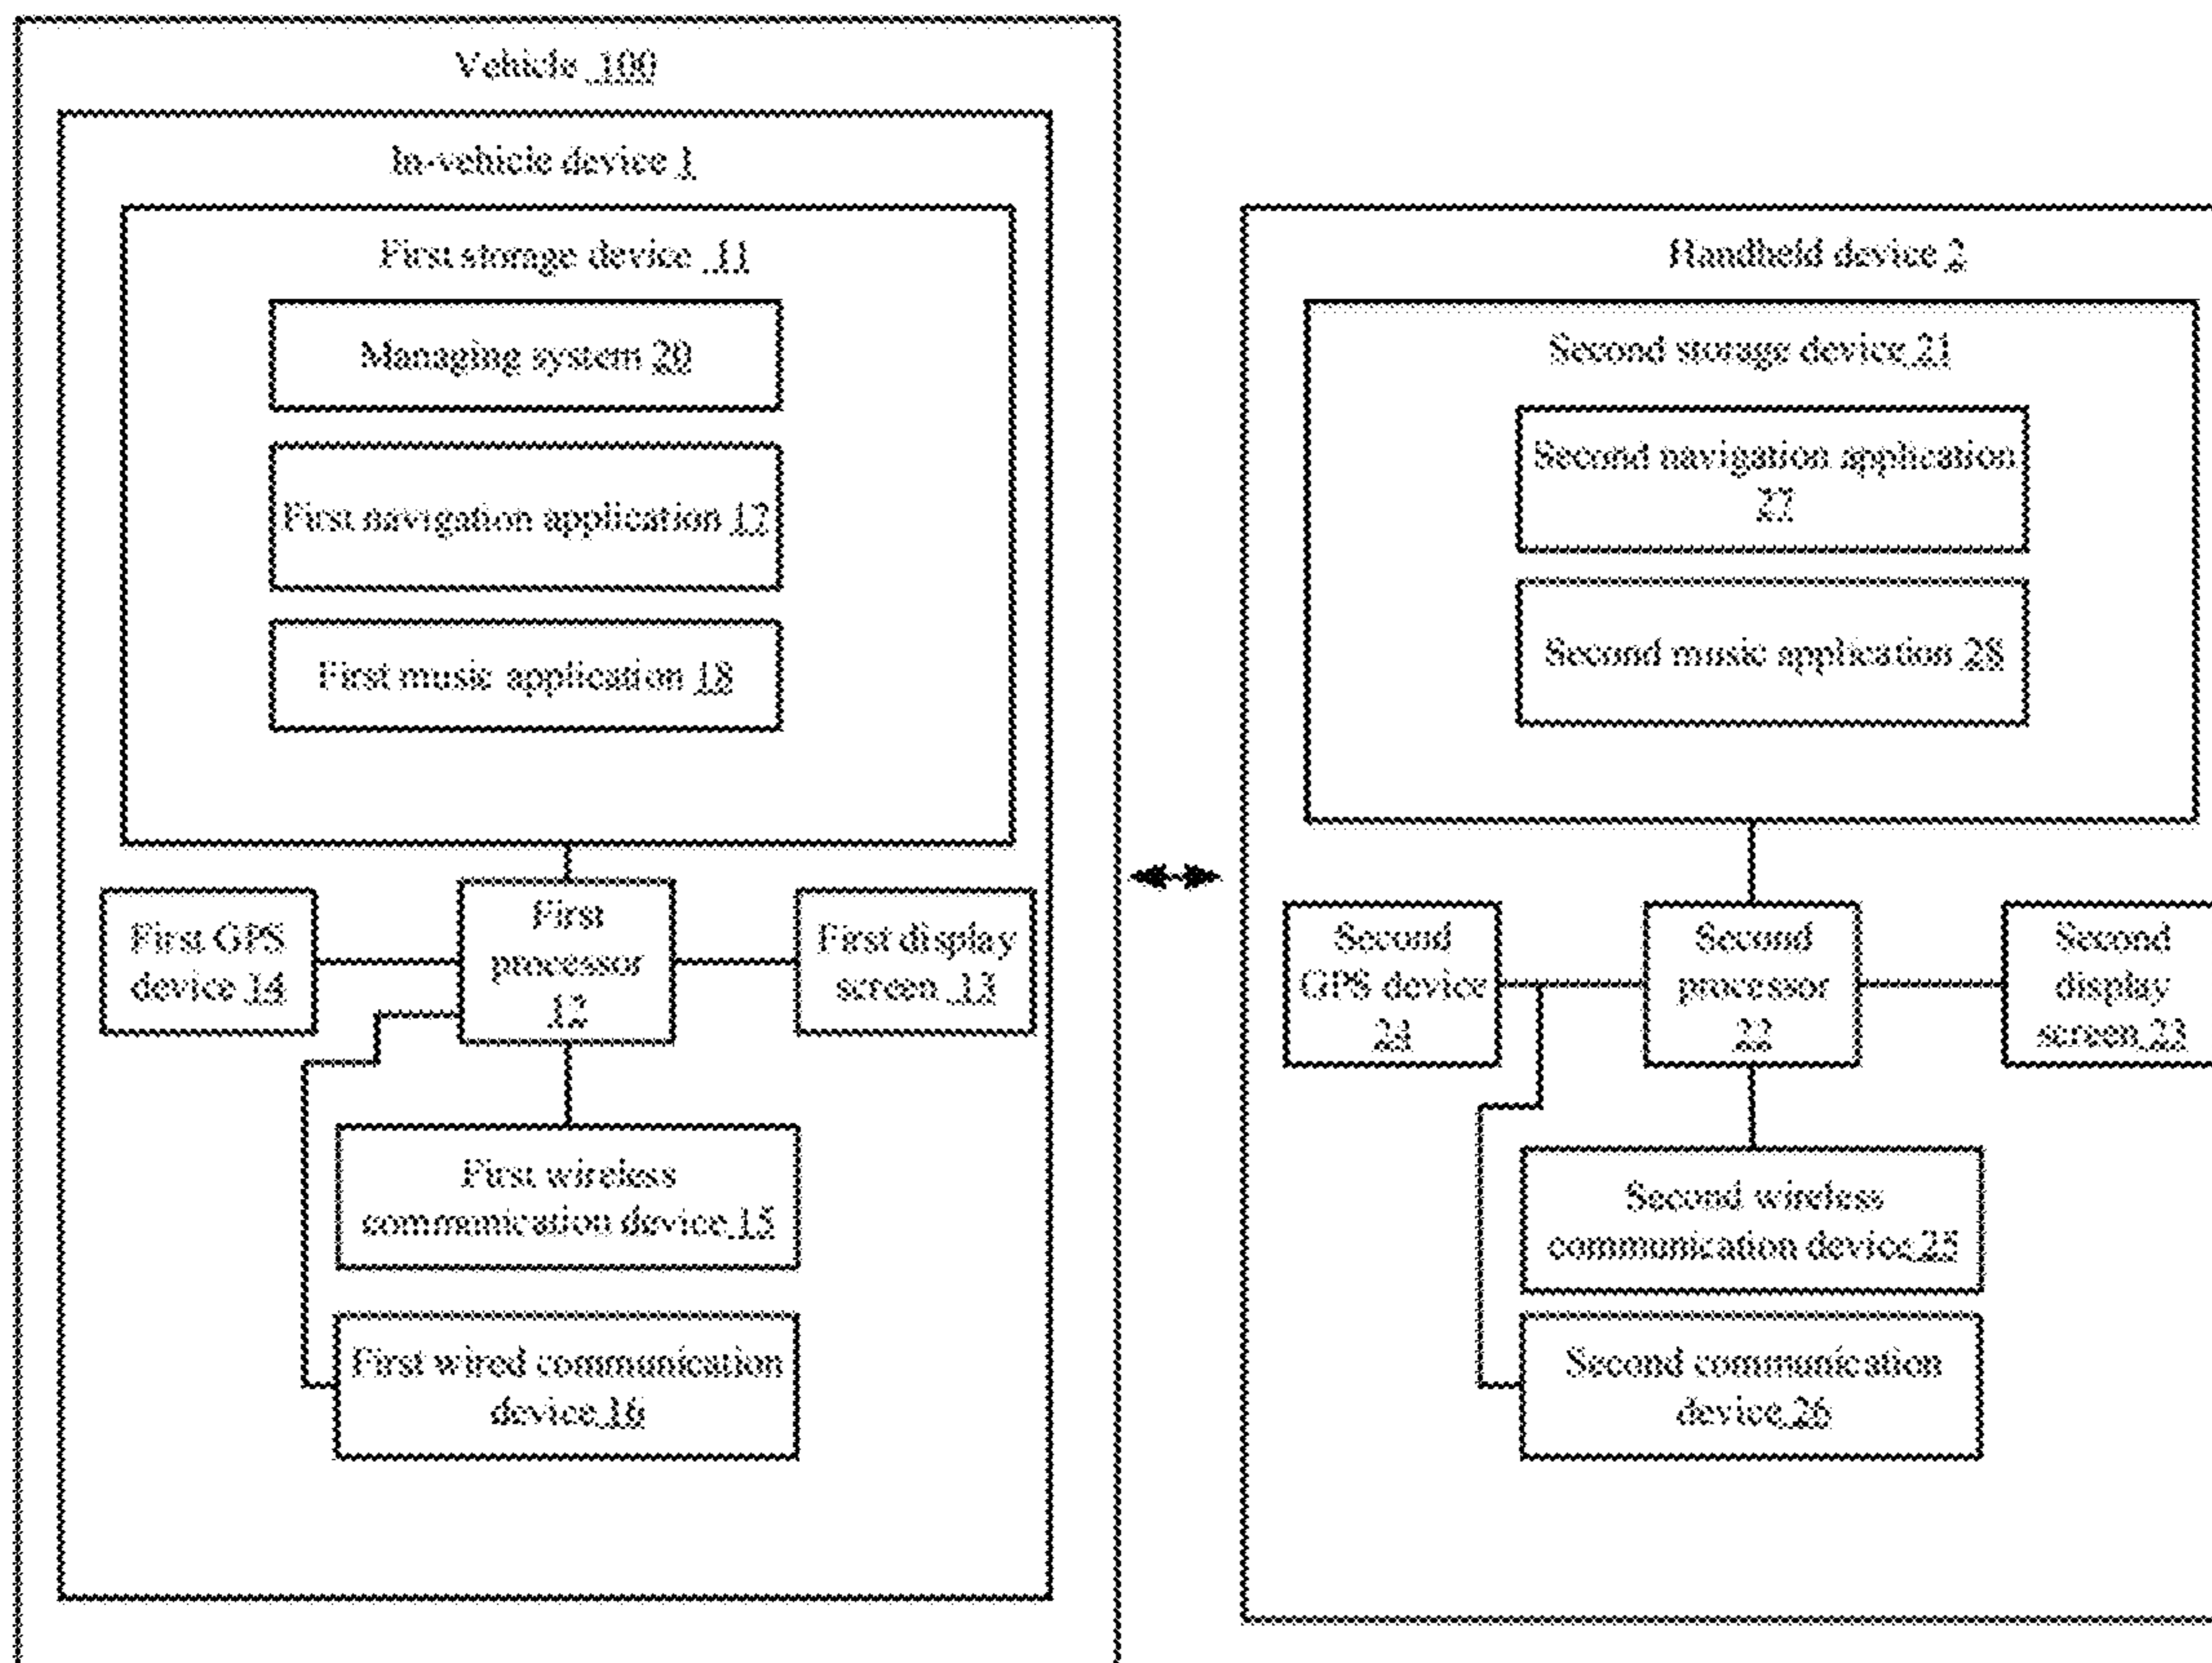 Vehicle 100
In-vehicle device 1
First storage device 11
Managing system 20
First navigation application 17
First music application 18
First GPS
device 14
First
processor
12
First display
screen 13
First wireless
communication device 15
First wired communication
device 16
Handheld device 2
Second storage device 21
Second navigation application
27
Second music application 28
Second
GPS device
24
Second
processor
22
Second
display
screen 23
Second wireless
communication device 25
Second communication
device 26